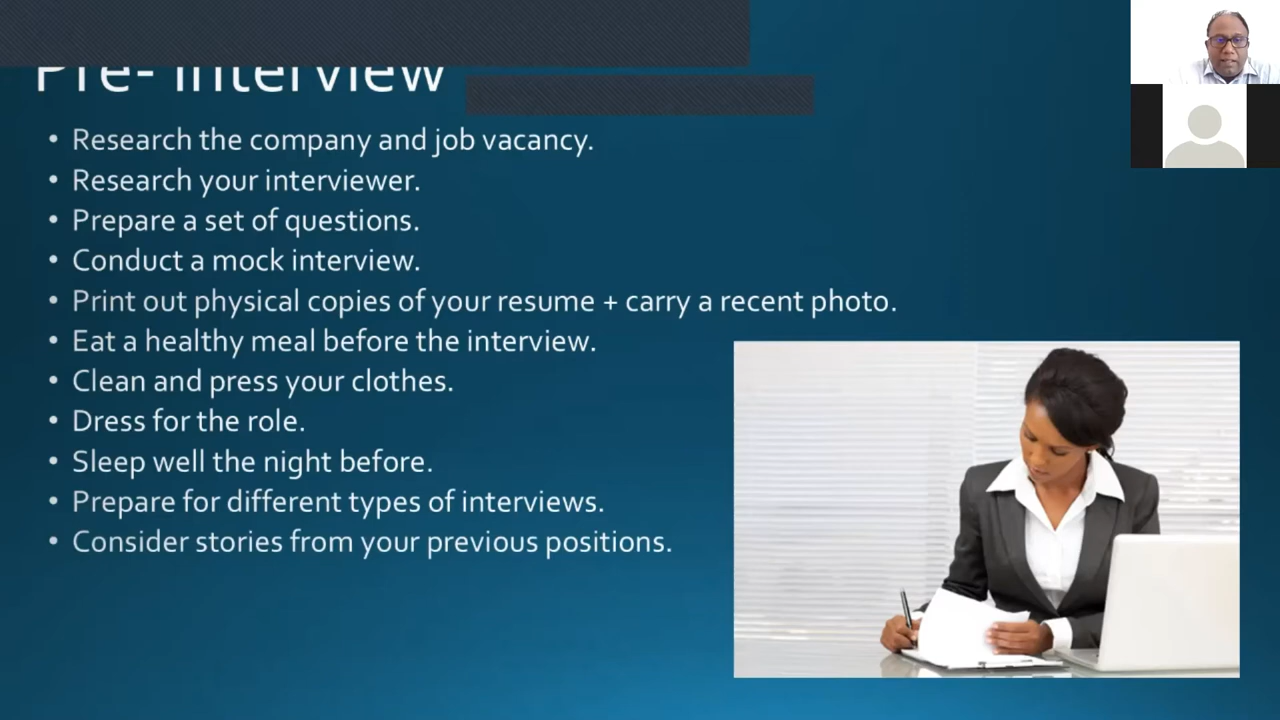 Pre- Interview
• Research the company and job vacancy.
• Research your interviewer.
• Prepare a set of questions.
• Conduct a mock interview.
• Print out physical copies of your resume + carry a recent photo.
• Eat a healthy meal before the interview.
• Clean and press your clothes.
• Dress for the role.
• Sleep well the night before.
• Prepare for different types of interviews.
• Consider stories from your previous positions.